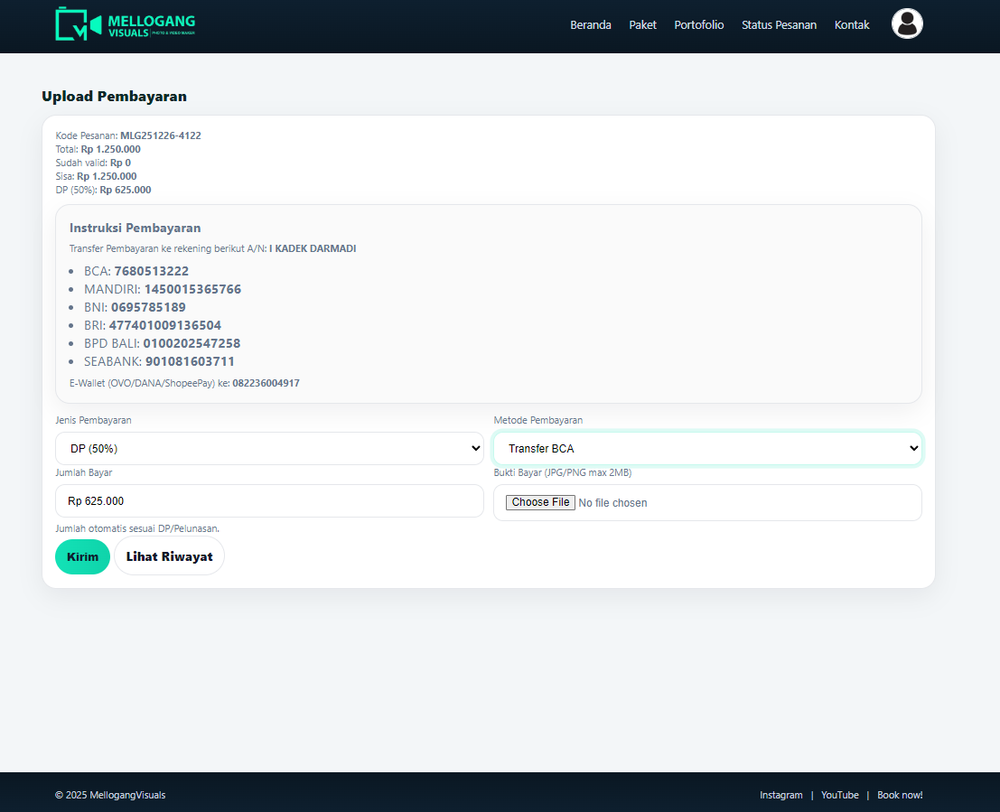 MELLOGANG
VISUALS PHOTO & VIDEO MAKER
Beranda Paket Portofolio Status Pesanan Kontak
Upload Pembayaran
Kode Pesanan: MLG251226-4122
Total: Rp 1.250.000
Sudah valid: Rp 0
Sisa: Rp 1.250.000
DP (50%): Rp 625.000
Instruksi Pembayaran
Transfer Pembayaran ke rekening berikut A/N: I KADEK DARMADI
• BCA: 7680513222
• MANDIRI: 1450015365766
• BNI: 0695785189
• BRI: 477401009136504
• BPD BALI: 0100202547258
• SEABANK: 901081603711
E-Wallet (OVO/DANA/ShopeePay) ke: 082236004917
Jenis Pembayaran
DP (50%)
Metode Pembayaran
Transfer BCA
Jumlah Bayar
Rp 625.000
Bukti Bayar (JPG/PNG max 2MB)
Choose File No file chosen
Jumlah otomatis sesuai DP/Pelunasan.
Kirim Lihat Riwayat
© 2025 MellogangVisuals
Instagram | YouTube | Book now!